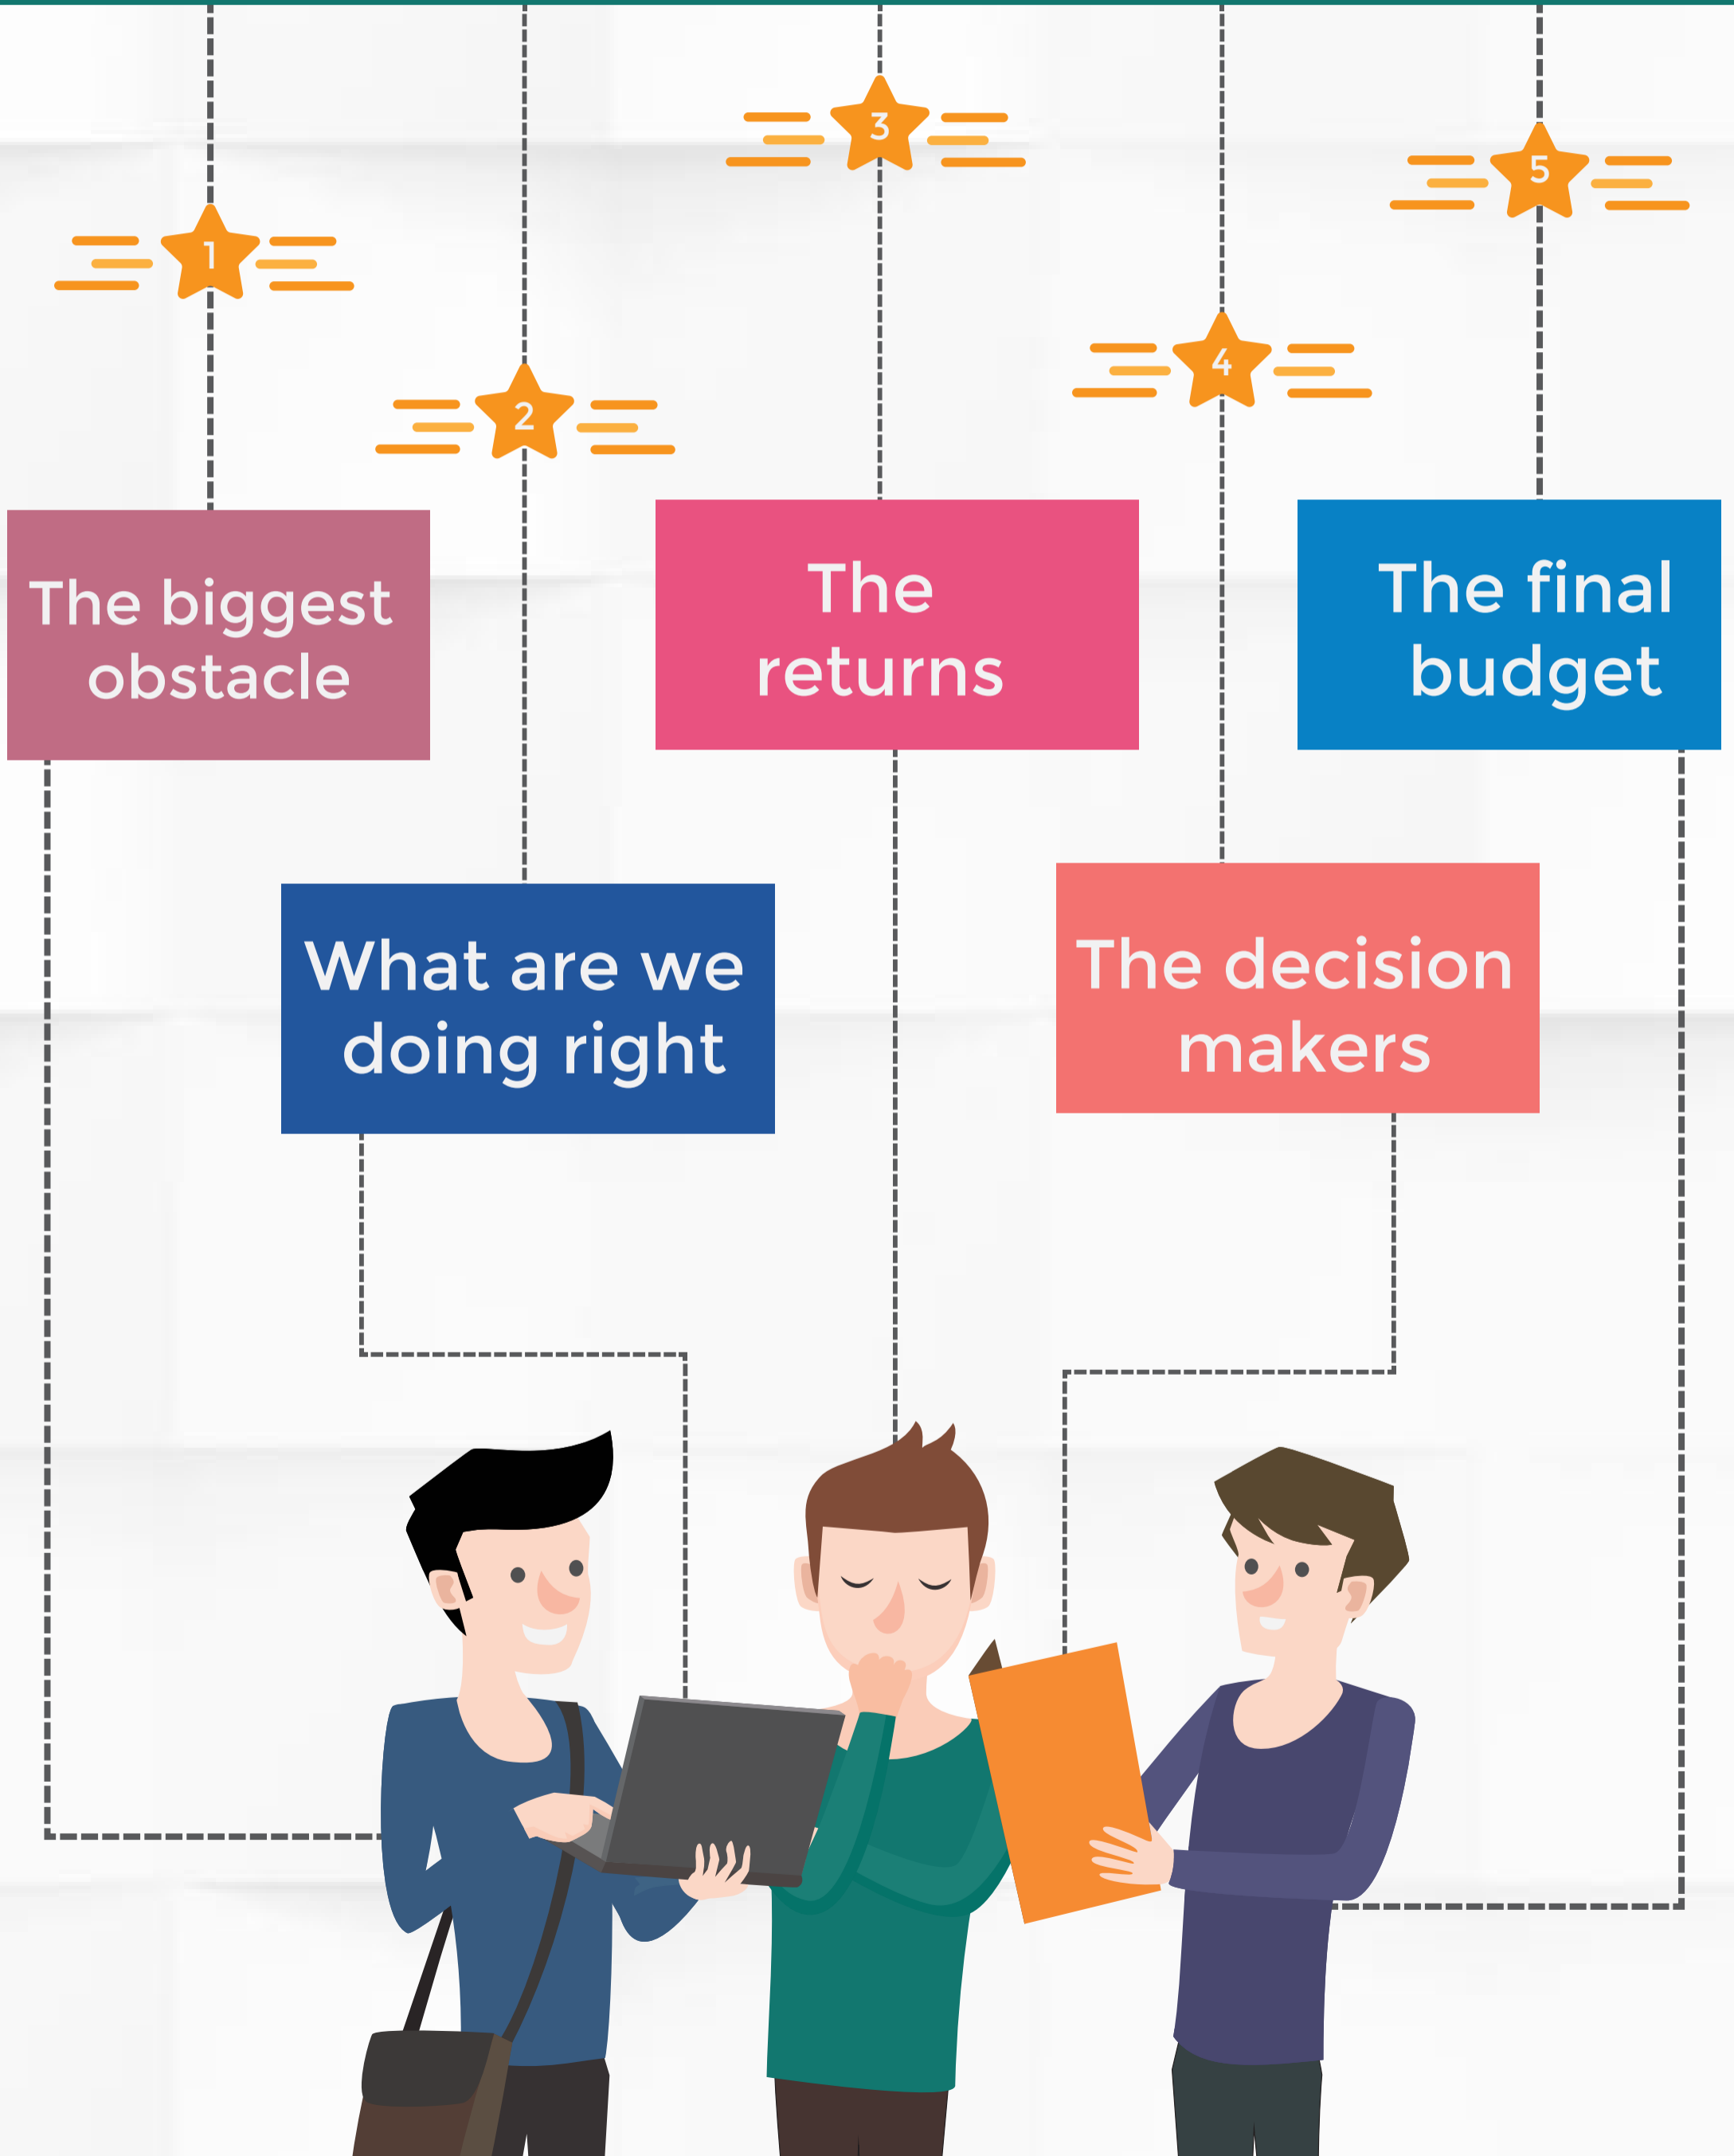 1
The biggest
obstacle
2
What are we
doing right
3
The
returns
4
The decision
makers
5
The final
budget